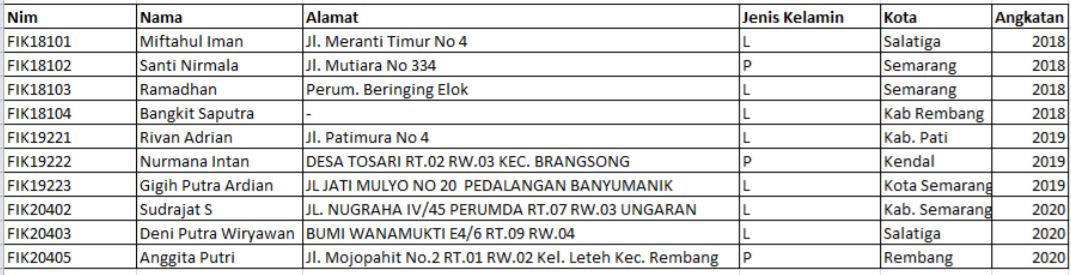 Nim Nama Alamat Jenis Kelamin Kota Angkatan
FIK18101 Miftahul Iman Jl. Meranti Timur No 4 L Salatiga 2018
FIK18102 Santi Nirmala Jl. Mutiara No 334 P Semarang 2018
FIK18103 Ramadhan Perum. Beringing Elok L Semarang 2018
FIK18104 Bangkit Saputra - L Kab Rembang 2018
FIK19221 Rivan Adrian Jl. Patimura No 4 L Kab. Pati 2019
FIK19222 Nurmana Intan DESA TOSARI RT.02 RW.03 KEC. BRANGSONG P Kendal 2019
FIK19223 Gigih Putra Ardian JL JATI MULYO NO 20 PEDALANGAN BANYUMANIK L Kota Semarang 2019
FIK20402 Sudrajat S JL. NUGRAHA IV/45 PERUMDA RT.07 RW.03 UNGARAN L Kab. Semarang 2020
FIK20403 Deni Putra Wiryawan BUMI WANAMUKTI E4/6 RT.09 RW.04 L Salatiga 2020
FIK20405 Anggita Putri Jl. Mojopahit No.2 RT.01 RW.02 Kel. Leteh Kec. Rembang P Rembang 2020